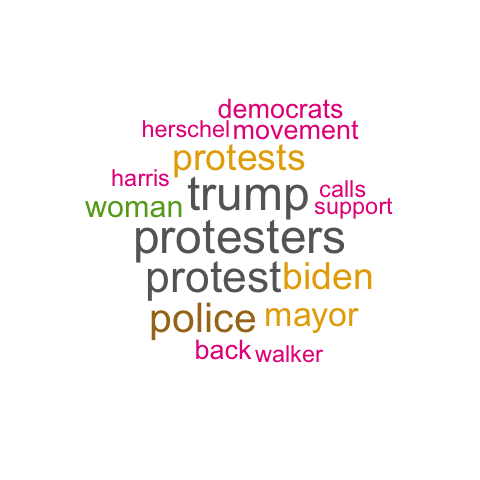 democrats
herschel movement
protests
harris trump calls
woman support
protesters
protest biden
police mayor
back walker